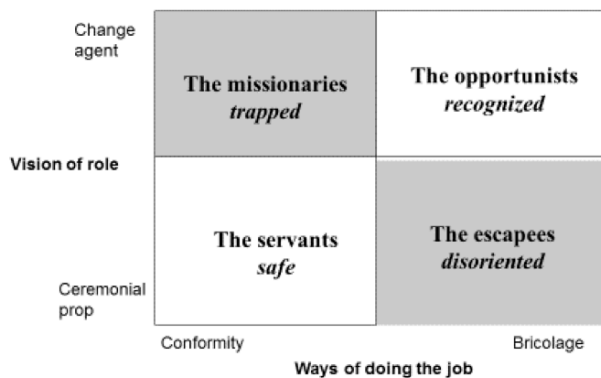 Change
agent
The missionaries
trapped
The opportunists
recognized
Vision of role
The servants
safe
The escapees
disoriented
Ceremonial
prop
Conformity
Bricolage
Ways of doing the job